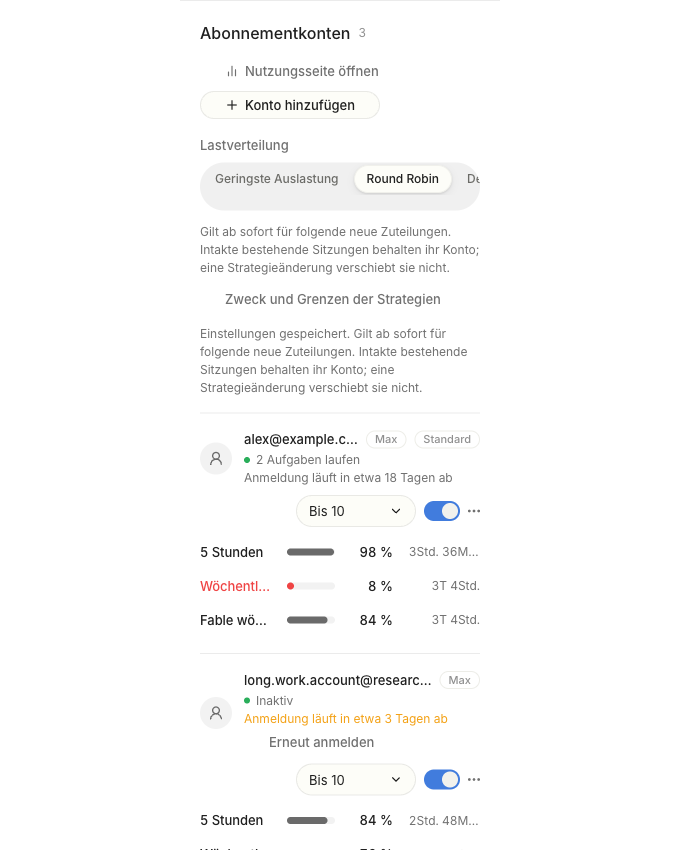 Abonnementkonten 3
Nutzungsseite öffnen
Konto hinzufügen
Lastverteilung
Geringste Auslastung Round Robin
Gilt ab sofort für folgende neue Zuteilungen.
Intakte bestehende Sitzungen behalten ihr Konto;
eine Strategieänderung verschiebt sie nicht.
Zweck und Grenzen der Strategien
Einstellungen gespeichert. Gilt ab sofort für
folgende neue Zuteilungen. Intakte bestehende
Sitzungen behalten ihr Konto; eine
Strategieänderung verschiebt sie nicht.
alex@example.c... Max Standard
2 Aufgaben laufen
Anmeldung läuft in etwa 18 Tagen ab
Bis 10
5 Stunden 98 % 3Std. 36M...
Wöchentl... 8 % 3T 4Std.
Fable wö... 84 % 3T 4Std.
long.work.account@researc... Max
Inaktiv
Anmeldung läuft in etwa 3 Tagen ab
Erneut anmelden
Bis 10
5 Stunden 84 % 2Std. 48M...